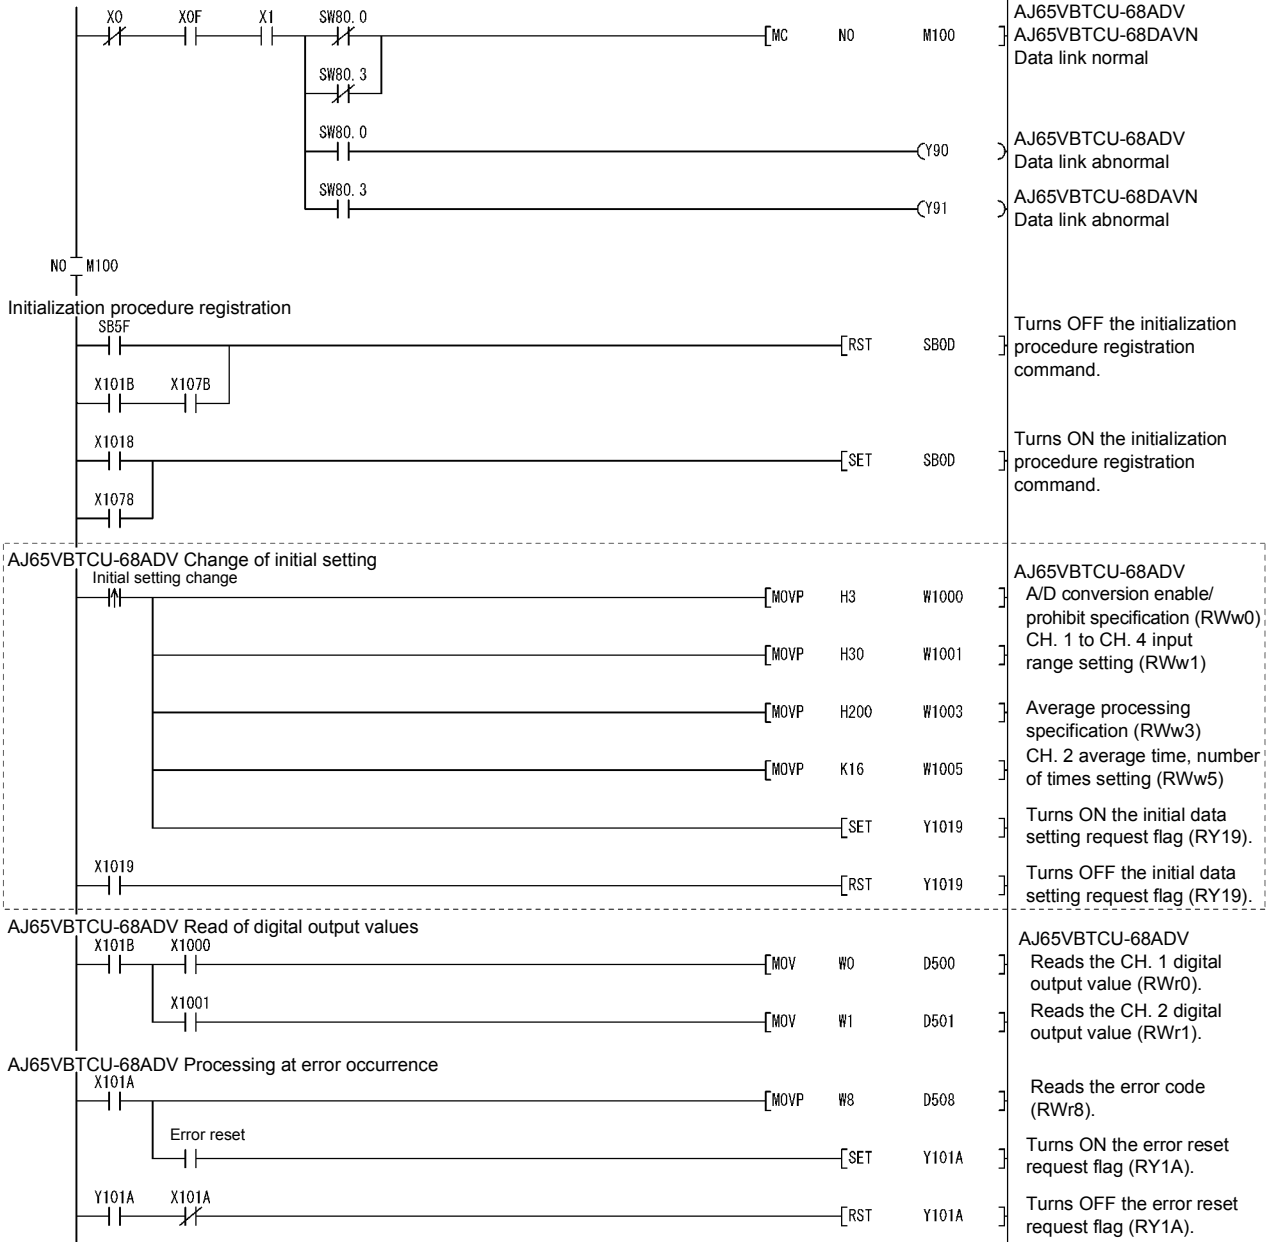 X0 X0F X1 SW80.0 AJ65VBTCU-68ADV
MC N0 M100 AJ65VBTCU-68DAVN
Data link normal
SW80.3
SW80.0 AJ65VBTCU-68ADV
Y90 Data link abnormal
SW80.3 AJ65VBTCU-68DAVN
Y91 Data link abnormal
N0 M100
Initialization procedure registration
SB5F Turns OFF the initialization
RST SB0D procedure registration
command.
X101B X107B
X1018 Turns ON the initialization
SET SB0D procedure registration
command.
X1078
AJ65VBTCU-68ADV Change of initial setting
Initial setting change AJ65VBTCU-68ADV
MOVP H3 W1000 A/D conversion enable/
prohibit specification (RWw0)
MOVP H30 W1001 CH. 1 to CH. 4 input
range setting (RWw1)
MOVP H200 W1003 Average processing
specification (RWw3)
MOVP K16 W1005 CH. 2 average time, number
of times setting (RWw5)
SET Y1019 Turns ON the initial data
setting request flag (RY19).
X1019 Turns OFF the initial data
RST Y1019 setting request flag (RY19).
AJ65VBTCU-68ADV Read of digital output values
X101B X1000 AJ65VBTCU-68ADV
MOV W0 D500 Reads the CH. 1 digital
output value (RWr0).
X1001 Reads the CH. 2 digital
MOV W1 D501 output value (RWr1).
AJ65VBTCU-68ADV Processing at error occurrence
X101A Reads the error code
MOVP W8 D508 (RWr8).
Error reset Turns ON the error reset
SET Y101A request flag (RY1A).
Y101A X101A Turns OFF the error reset
RST Y101A request flag (RY1A).